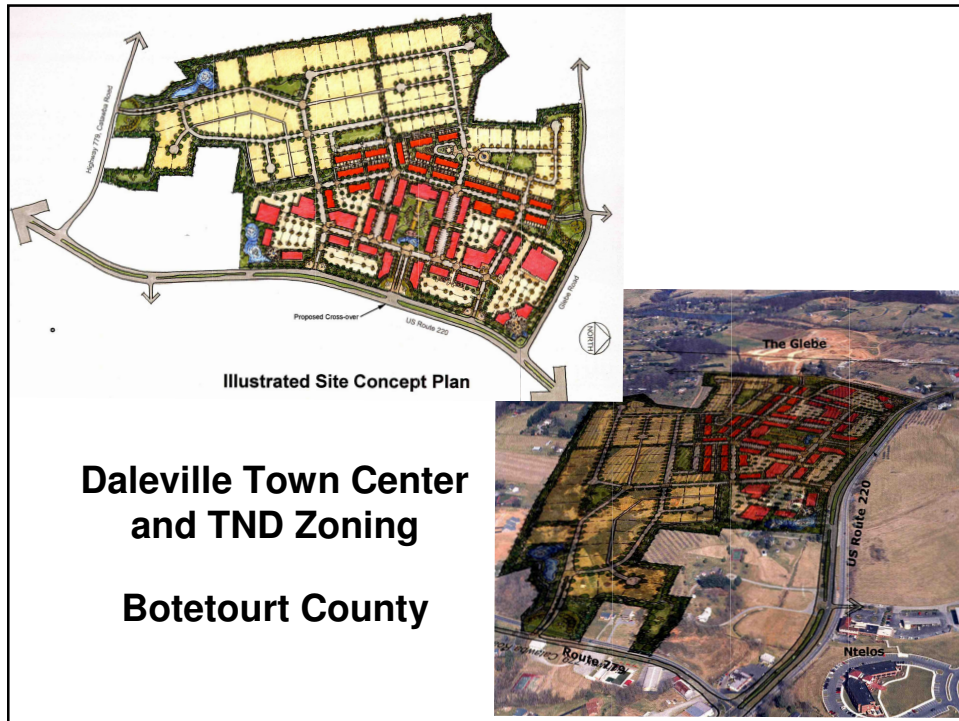 Highway 779, Catawba Road
Glebe Road
Proposed Cross-over
US Route 220
NORTH
Illustrated Site Concept Plan
The Glebe
Daleville Town Center
and TND Zoning
Botetourt County
US Route 220
Route 779
Ntelos